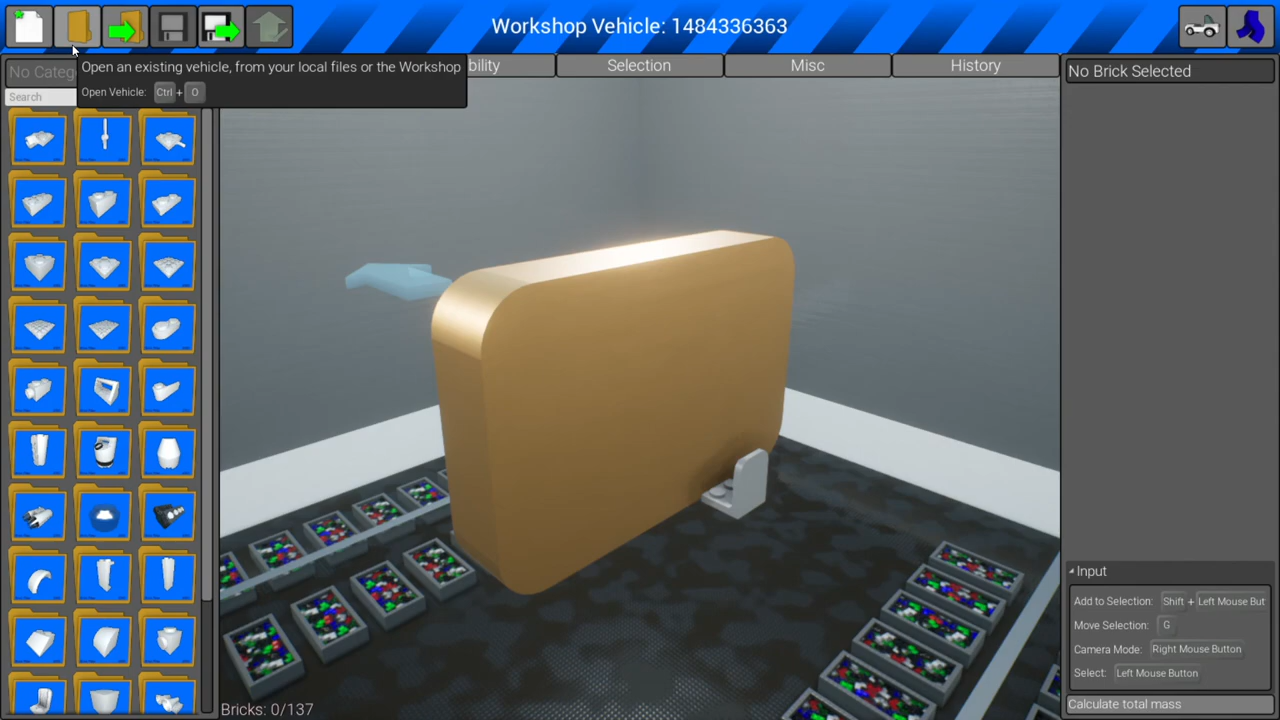 Workshop Vehicle: 1484336363
Open an existing vehicle, from your local files or the Workshop
Open Vehicle: Ctrl + O
No Categ
Search
bility
Selection
Misc
History
No Brick Selected
Input
Add to Selection: Shift + Left Mouse But
Move Selection: G
Camera Mode: Right Mouse Button
Select: Left Mouse Button
Calculate total mass
Bricks: 0/137